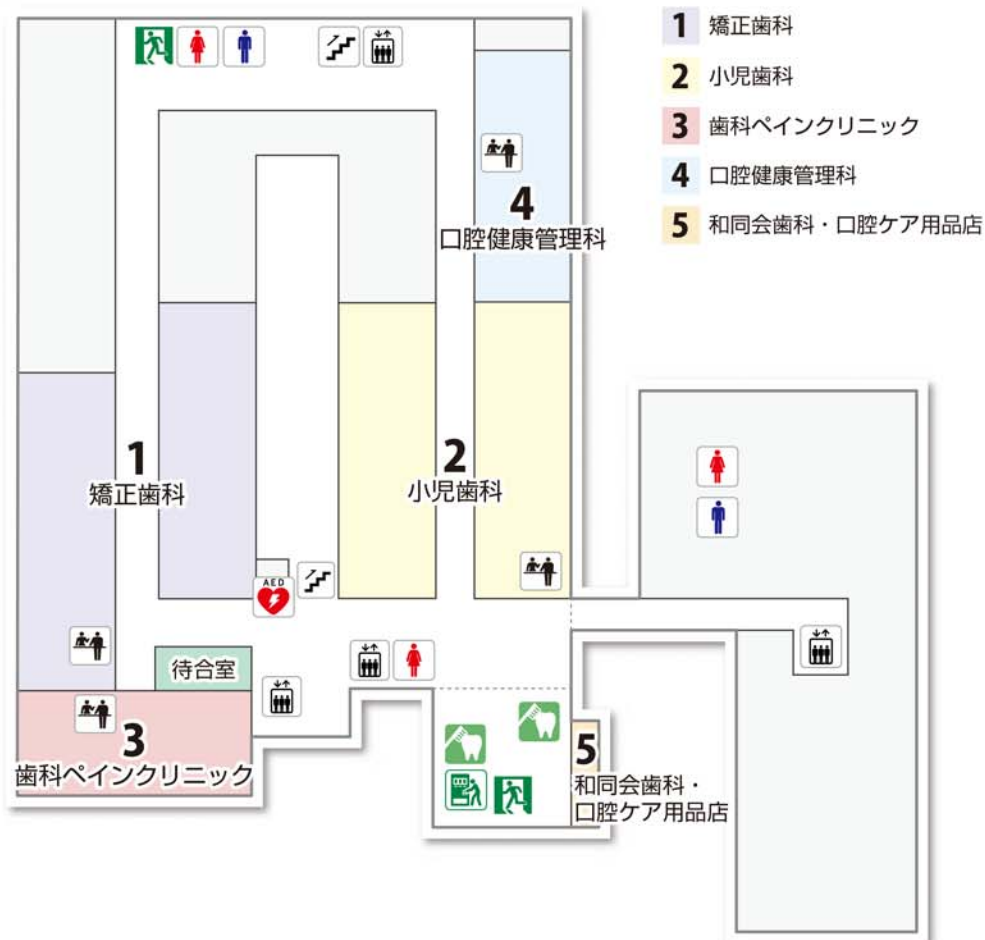 1 矯正歯科
2 小児歯科
3 歯科ペインクリニック
4 口腔健康管理科
5 和同会歯科・口腔ケア用品店
4
口腔健康管理科
1
矯正歯科
2
小児歯科
AED
待合室
3
歯科ペインクリニック
5
和同会歯科・
口腔ケア用品店